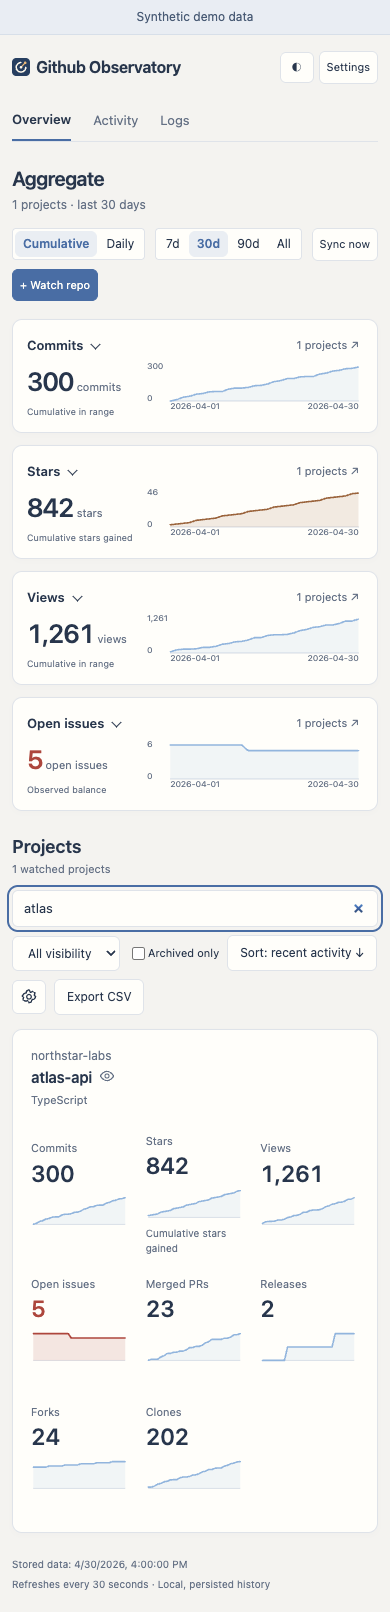 Synthetic demo data
Github Observatory
Settings
Overview Activity Logs
Aggregate
1 projects · last 30 days
Cumulative Daily 7d 30d 90d All Sync now
+ Watch repo
Commits 1 projects ↗
300 commits
Cumulative in range
300
0
2026-04-01 2026-04-30
Stars 1 projects ↗
842 stars
Cumulative stars gained
46
0
2026-04-01 2026-04-30
Views 1 projects ↗
1,261 views
Cumulative in range
1,261
0
2026-04-01 2026-04-30
Open issues 1 projects ↗
5 open issues
Observed balance
6
0
2026-04-01 2026-04-30
Projects
1 watched projects
atlas
All visibility Archived only Sort: recent activity ↓
Export CSV
northstar-labs
atlas-api
TypeScript
Commits
300
Stars
842
Cumulative stars
gained
Views
1,261
Open issues
5
Merged PRs
23
Releases
2
Forks
24
Clones
202
Stored data: 4/30/2026, 4:00:00 PM
Refreshes every 30 seconds · Local, persisted history